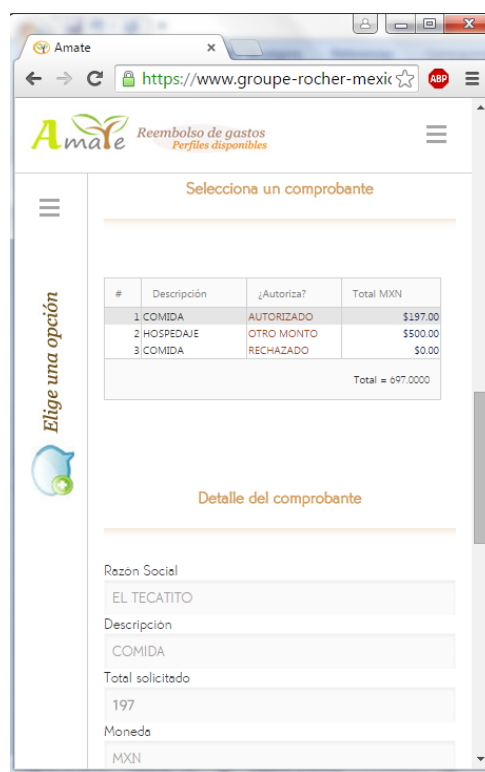 Amate
https://www.groupe-rocher-mexic
ABP
Amate
Reembolso de gastos
Perfiles disponibles
Selecciona un comprobante
Elige una opción
# Descripción ¿Autoriza? Total MXN
1 COMIDA AUTORIZADO $197.00
2 HOSPEDAJE OTRO MONTO $500.00
3 COMIDA RECHAZADO $0.00
Total = 697.0000
Detalle del comprobante
Razón Social
EL TECATITO
Descripción
COMIDA
Total solicitado
197
Moneda
MXN